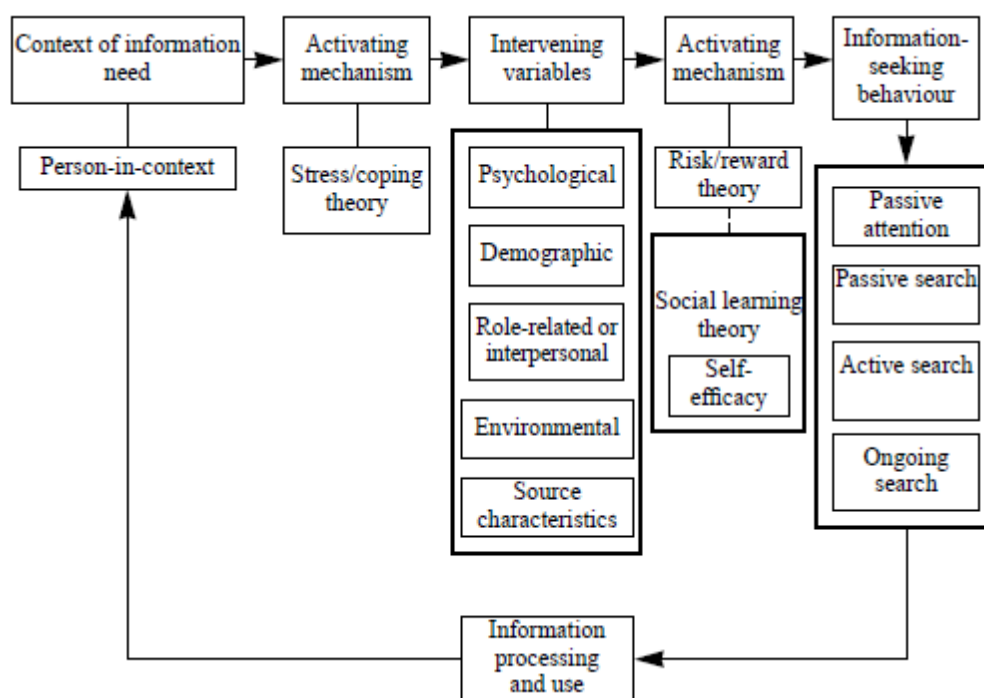 Context of information
need
Activating
mechanism
Intervening
variables
Activating
mechanism
Information-
seeking
behaviour
Person-in-context
Stress/coping
theory
Psychological
Demographic
Role-related or
interpersonal
Environmental
Source
characteristics
Risk/reward
theory
Social learning
theory
Self-
efficacy
Passive
attention
Passive search
Active search
Ongoing
search
Information
processing
and use